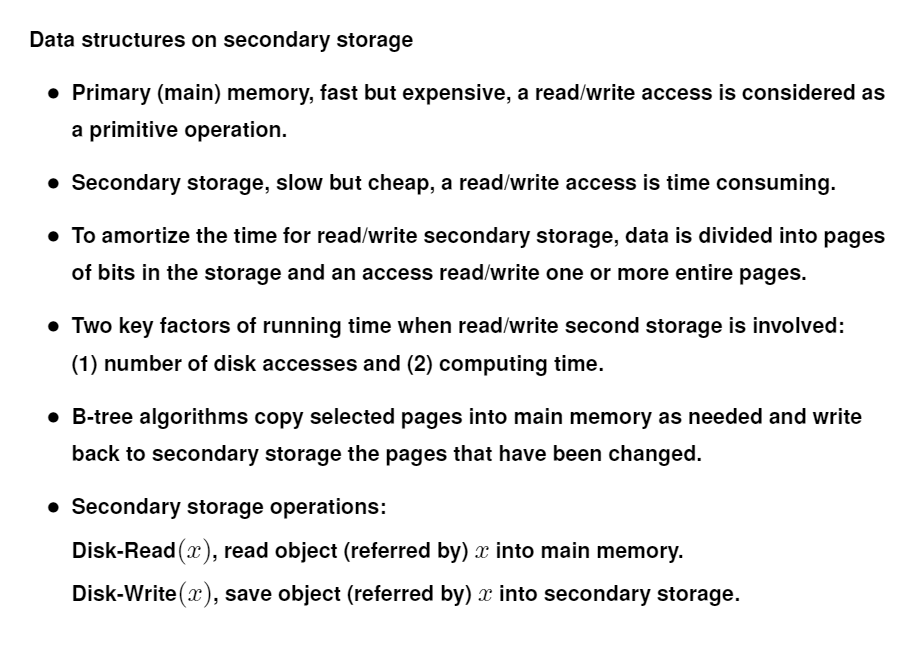 Data structures on secondary storage
● Primary (main) memory, fast but expensive, a read/write access is considered as
a primitive operation.
● Secondary storage, slow but cheap, a read/write access is time consuming.
● To amortize the time for read/write secondary storage, data is divided into pages
of bits in the storage and an access read/write one or more entire pages.
● Two key factors of running time when read/write second storage is involved:
(1) number of disk accesses and (2) computing time.
● B-tree algorithms copy selected pages into main memory as needed and write
back to secondary storage the pages that have been changed.
● Secondary storage operations:
Disk-Read(x), read object (referred by) x into main memory.
Disk-Write(x), save object (referred by) x into secondary storage.